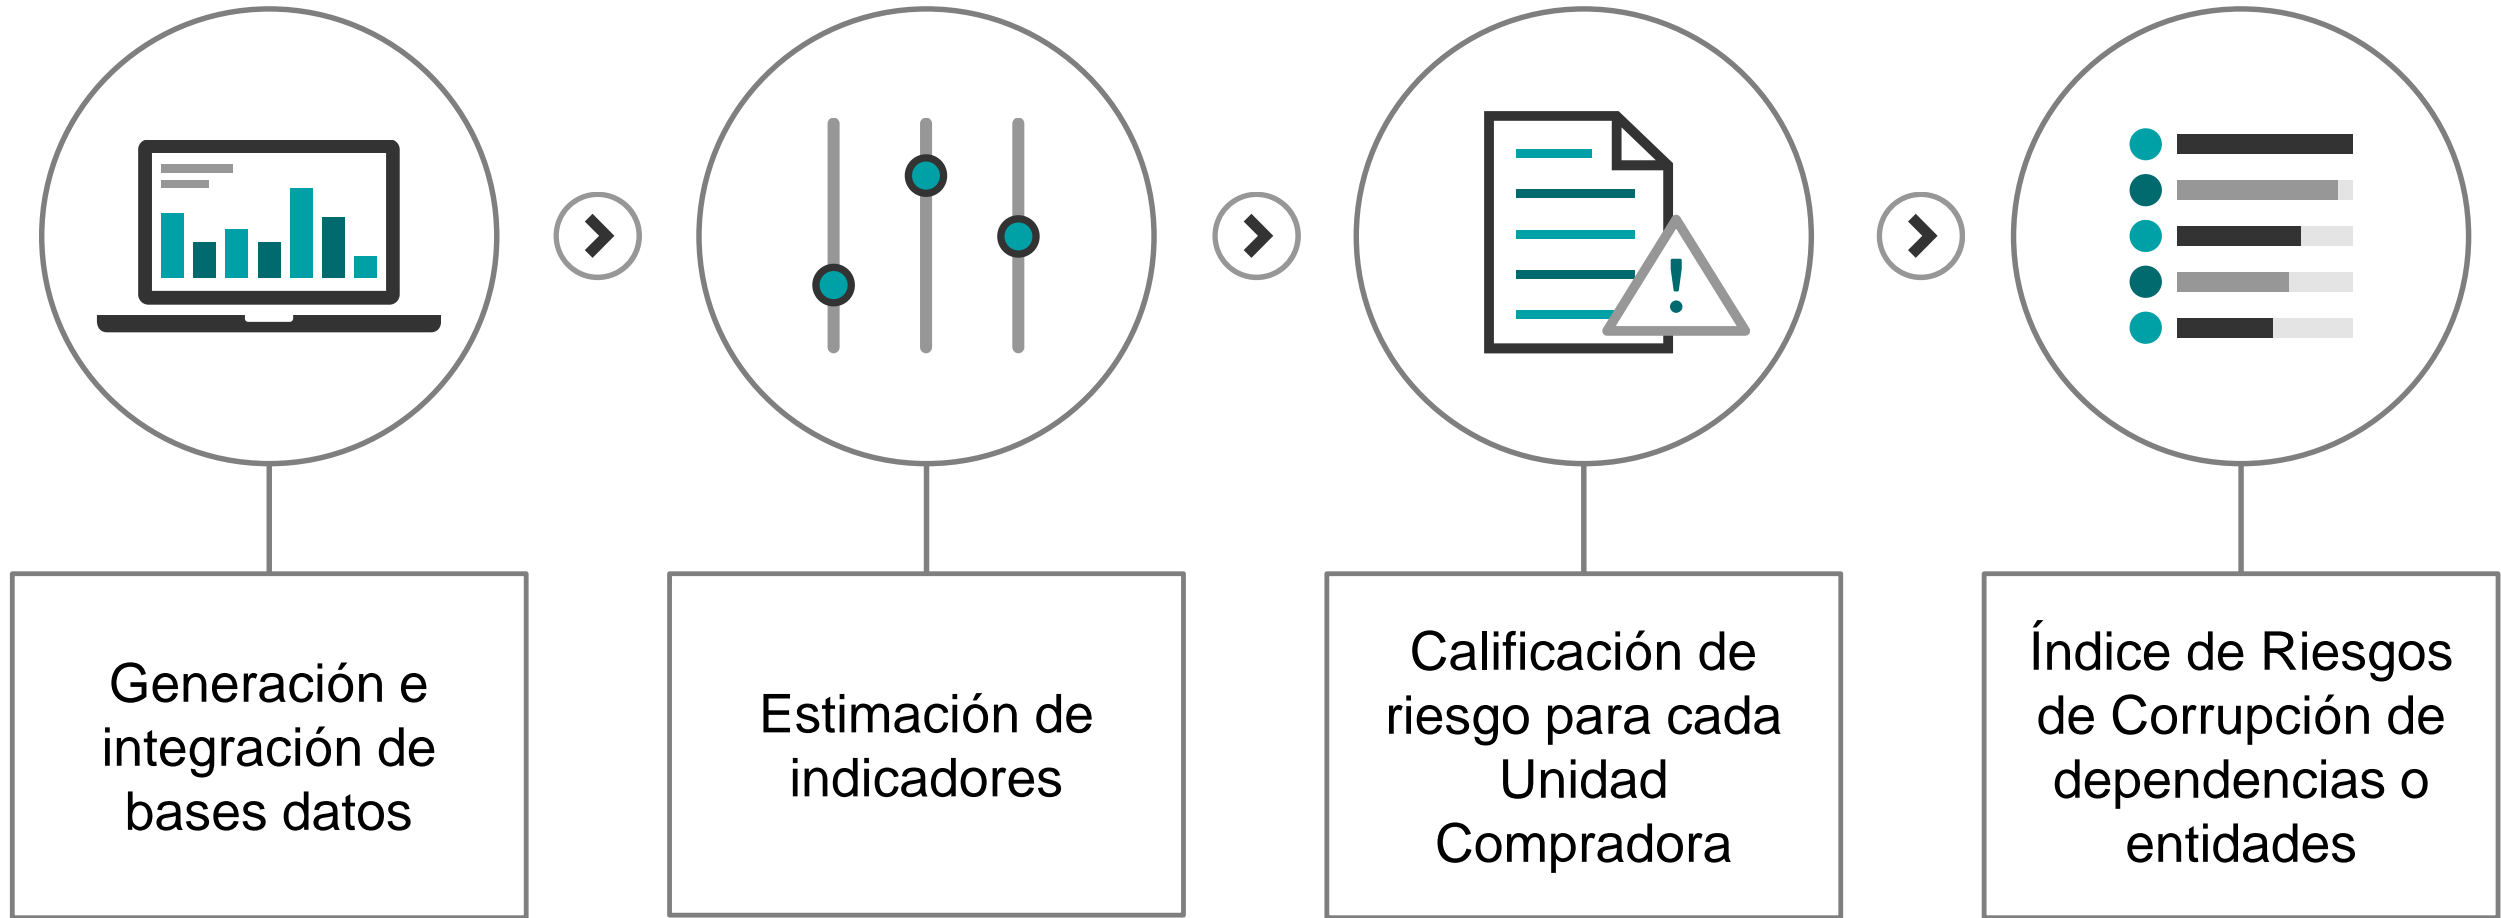 Generación e
integración de
bases datos
Estimación de
indicadores
Calificación de
riesgo para cada
Unidad
Compradora
Índice de Riesgos
de Corrupción de
dependencias o
entidades